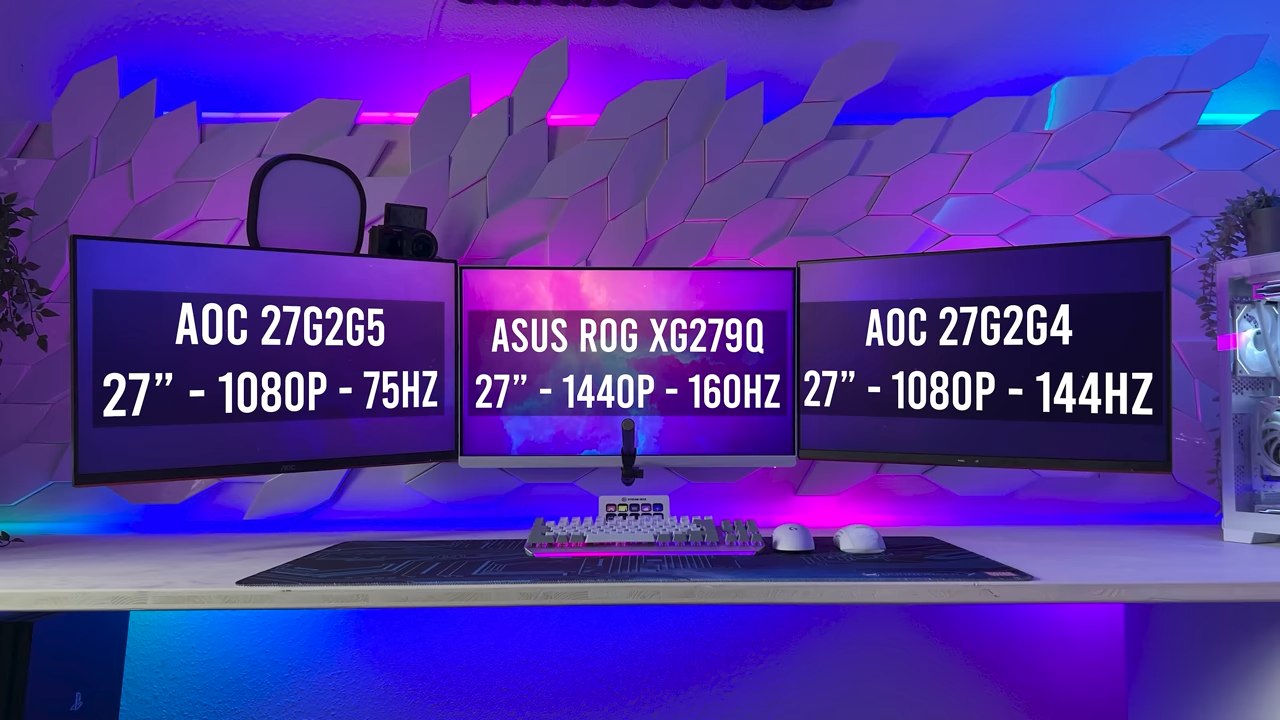 AOC 27G2G5
27” - 1080P - 75HZ
ASUS ROG XG279Q
27” - 1440P - 160HZ
AOC 27G2G4
27” - 1080P - 144HZ
AOC